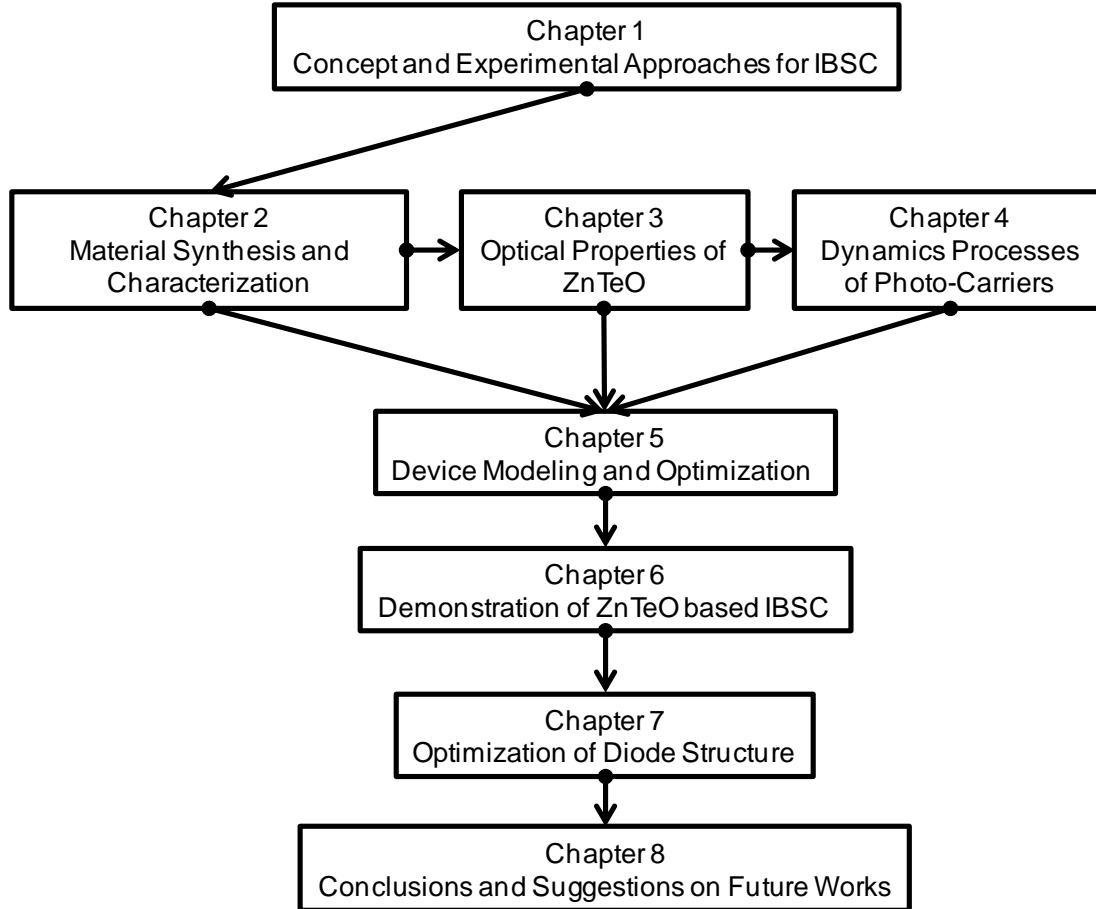 Chapter 1
Concept and Experimental Approaches for IBSC
Chapter 2
Material Synthesis and
Characterization
Chapter 3
Optical Properties of
ZnTeO
Chapter 4
Dynamics Processes
of Photo-Carriers
Chapter 5
Device Modeling and Optimization
Chapter 6
Demonstration of ZnTeO based IBSC
Chapter 7
Optimization of Diode Structure
Chapter 8
Conclusions and Suggestions on Future Works